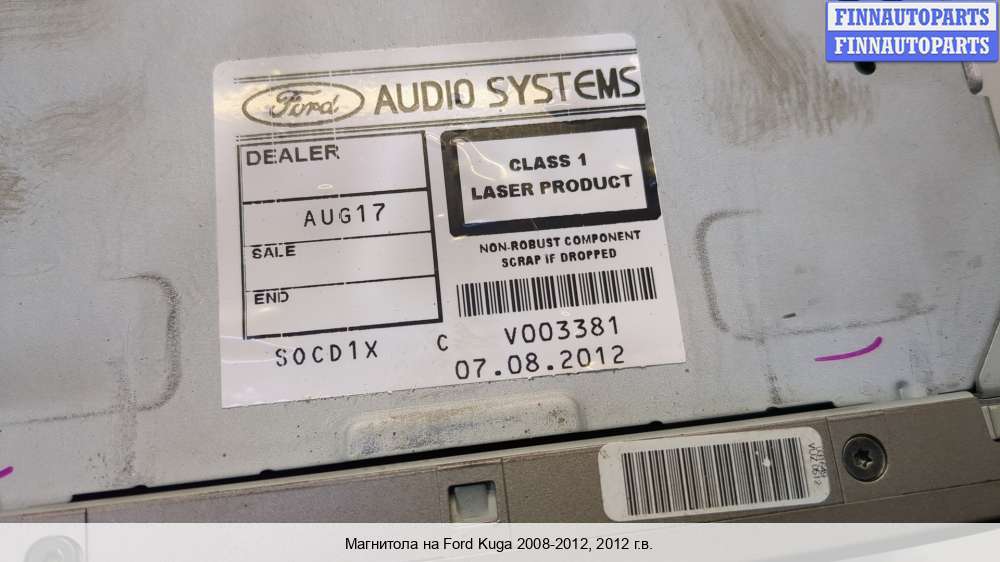 FINNAUTOPARTS
FINNAUTOPARTS
Ford AUDIO SYSTEMS
DEALER
AUG17
SALE
END
CLASS 1
LASER PRODUCT
NON-ROBUST COMPONENT
SCRAP IF DROPPED
SOCD1X C V003381
07.08.2012
Магнитола на Ford Kuga 2008-2012, 2012 г.в.